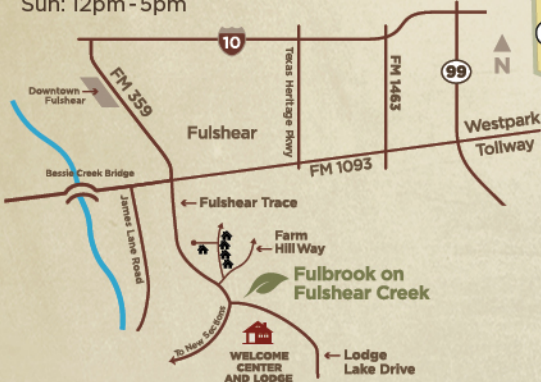 Sun: 12pm-5pm
10
Texas Heritage Pkwy
FM 1463
99
N
Downtown
Fulshear
FM 359
Fulshear
Westpark
Tollway
FM 1093
Bessie Creek Bridge
James Lane Road
Fulshear Trace
Farm
Hill Way
Fulbrook on
Fulshear Creek
To New Sections
WELCOME
CENTER
AND LODGE
Lodge
Lake Drive